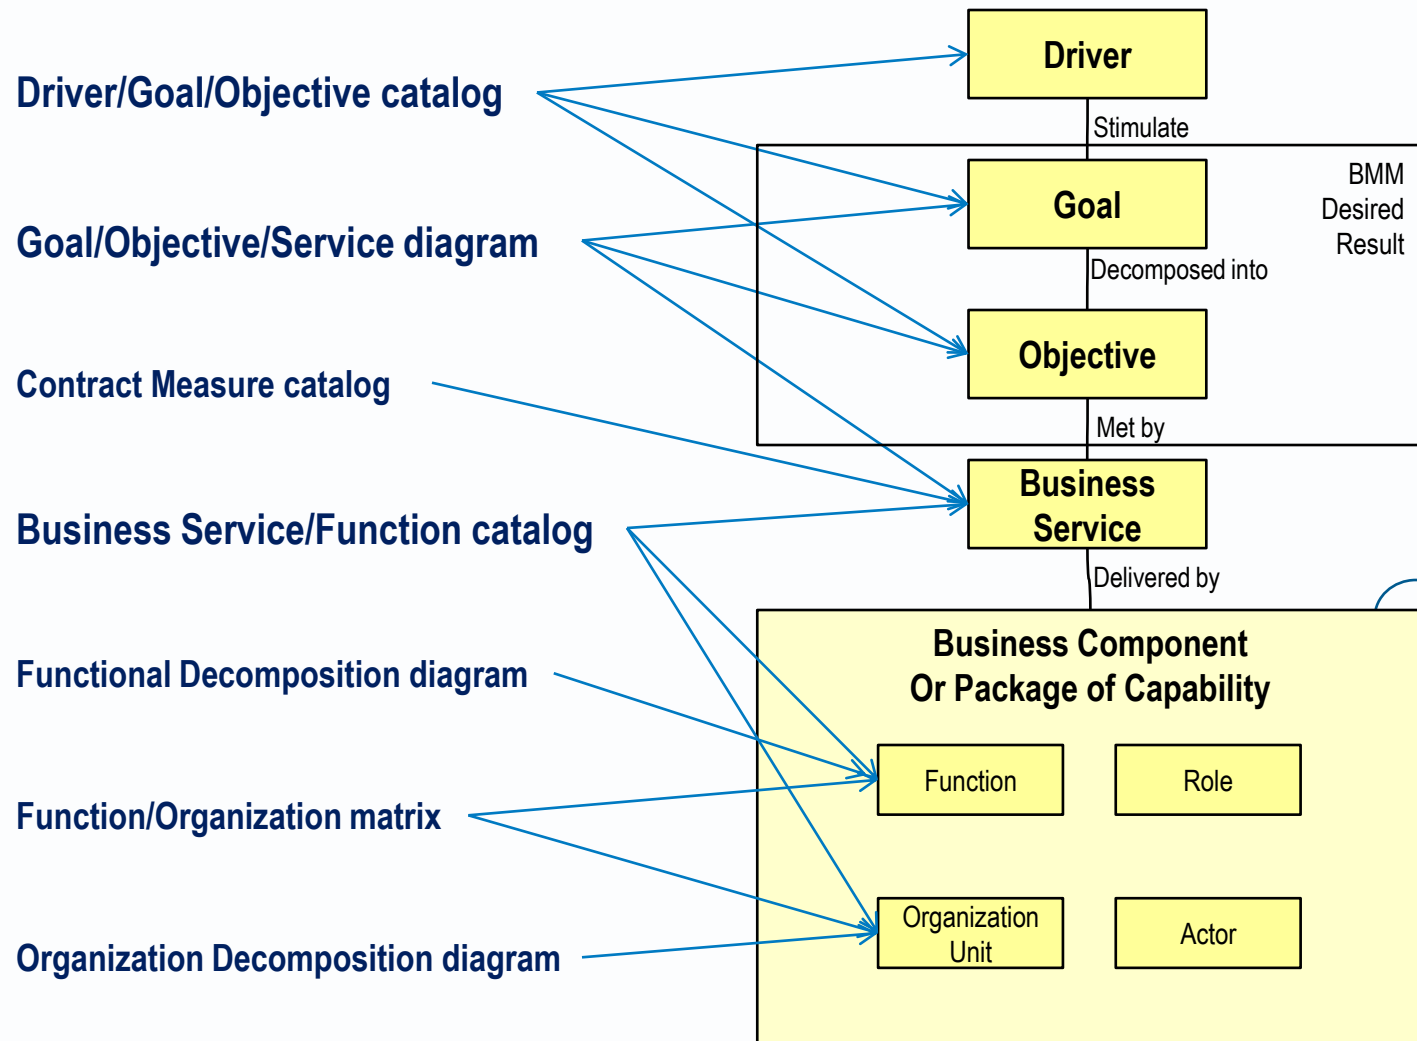 Driver
Driver/Goal/Objective catalog
Stimulate
BMM
Desired
Result
Goal
Goal/Objective/Service diagram
Decomposed into
Objective
Contract Measure catalog
Met by
Business
Service
Business Service/Function catalog
Delivered by
Business Component
Or Package of Capability
Functional Decomposition diagram
Function
Role
Function/Organization matrix
Organization
Unit
Actor
Organization Decomposition diagram